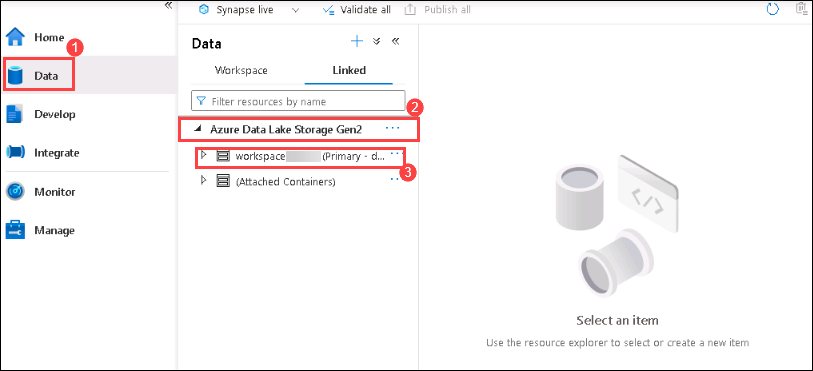 «
Synapse live
Validate all
Publish all
Home
1
Data
Develop
Integrate
Monitor
Manage
Data
«
Workspace
Linked
Filter resources by name
2
Azure Data Lake Storage Gen2 ...
workspace (Primary - d... ...
3
(Attached Containers) ...
</>
Select an item
Use the resource explorer to select or create a new item